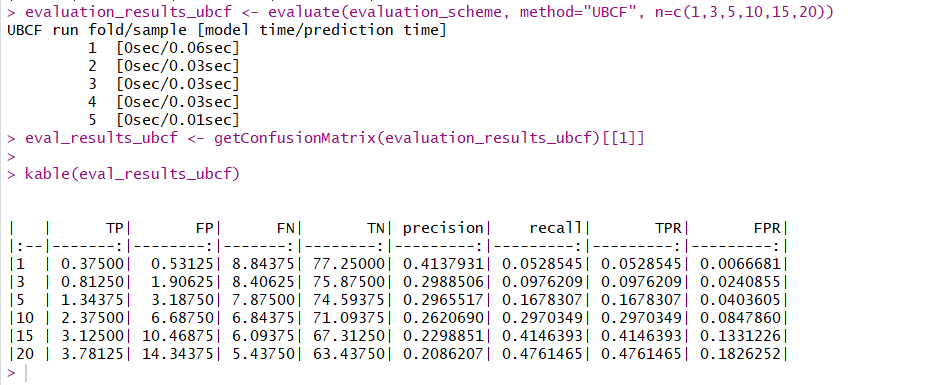 > evaluation_results_ubcf <- evaluate(evaluation_scheme, method="UBCF", n=c(1,3,5,10,15,20))
UBCF run fold/sample [model time/prediction time]
         1  [0sec/0.06sec]
         2  [0sec/0.03sec]
         3  [0sec/0.03sec]
         4  [0sec/0.03sec]
         5  [0sec/0.01sec]
> eval_results_ubcf <- getConfusionMatrix(evaluation_results_ubcf)[[1]]
>
> kable(eval_results_ubcf)
|   |      TP|       FP|      FN|       TN| precision|    recall|       TPR|       FPR|
|:--|-------:|--------:|-------:|--------:|---------:|---------:|---------:|---------:|
|1  | 0.37500|  0.53125| 8.84375| 77.25000| 0.4137931| 0.0528545| 0.0528545| 0.0066681|
|3  | 0.81250|  1.90625| 8.40625| 75.87500| 0.2988506| 0.0976209| 0.0976209| 0.0240855|
|5  | 1.34375|  3.18750| 7.87500| 74.59375| 0.2965517| 0.1678307| 0.1678307| 0.0403605|
|10 | 2.37500|  6.68750| 6.84375| 71.09375| 0.2620690| 0.2970349| 0.2970349| 0.0847860|
|15 | 3.12500| 10.46875| 6.09375| 67.31250| 0.2298851| 0.4146393| 0.4146393| 0.1331226|
|20 | 3.78125| 14.34375| 5.43750| 63.43750| 0.2086207| 0.4761465| 0.4761465| 0.1826252|
>